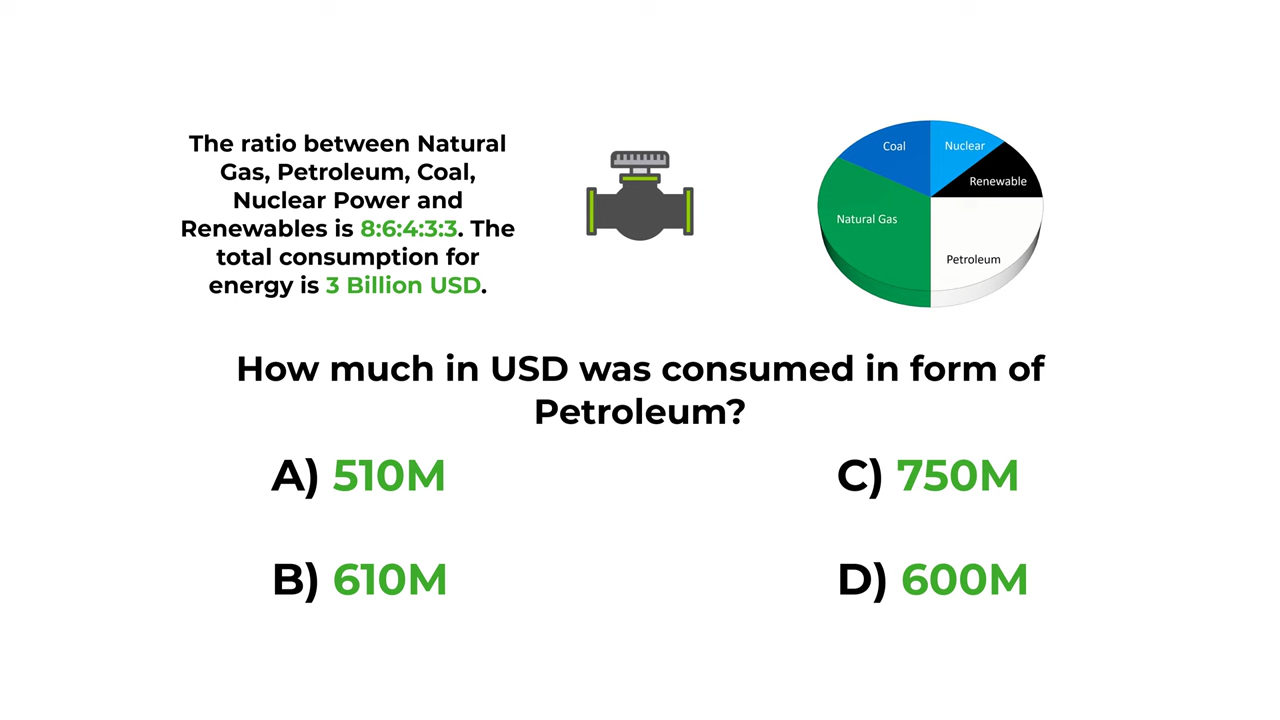 The ratio between Natural
Gas, Petroleum, Coal,
Nuclear Power and
Renewables is 8:6:4:3:3. The
total consumption for
energy is 3 Billion USD.
Coal
Nuclear
Renewable
Natural Gas
Petroleum
How much in USD was consumed in form of
Petroleum?
A) 510M
C) 750M
B) 610M
D) 600M